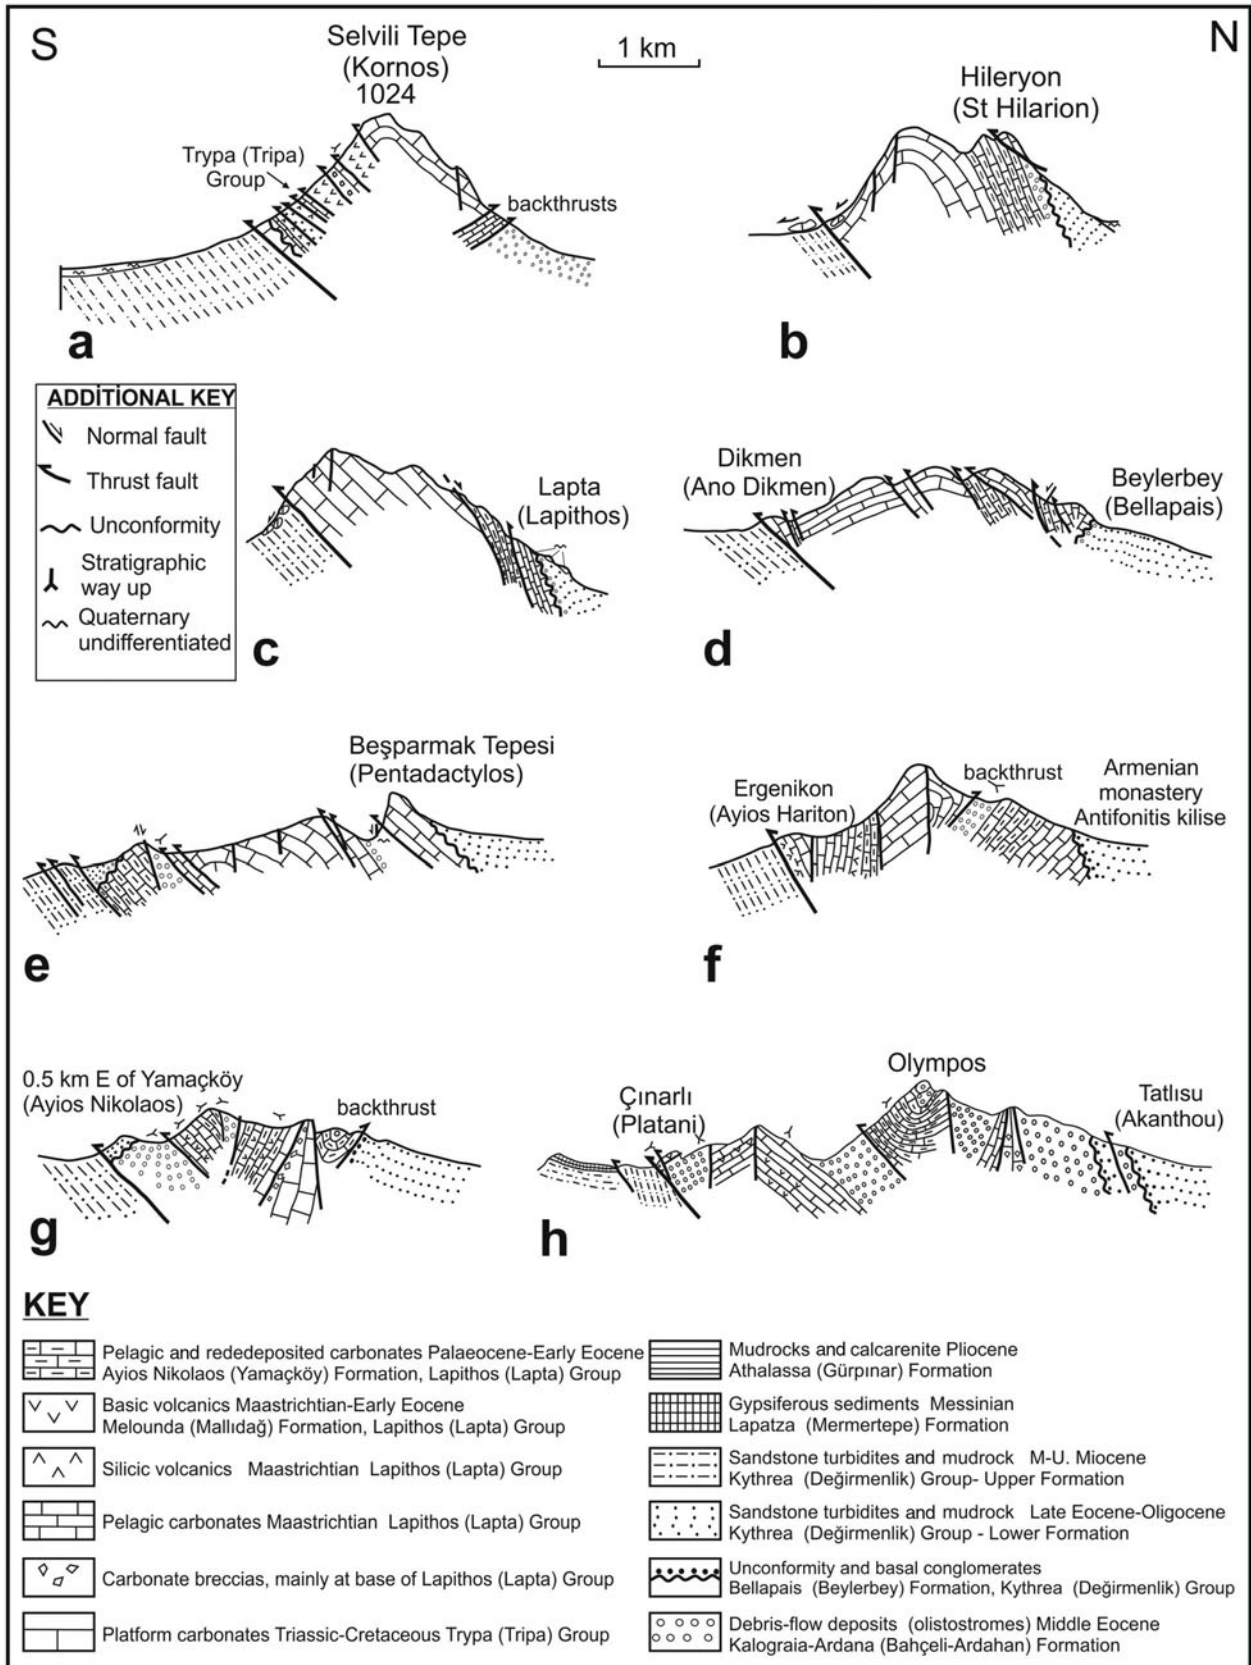 S
N
Selvili Tepe
(Kornos)
1024
1 km
Hileryon
(St Hilarion)
Trypa (Tripa)
Group
backthrusts
a
b
ADDİTİONAL KEY
Normal fault
Thrust fault
Unconformity
Stratigraphic
way up
Quaternary
undifferentiated
Lapta
(Lapithos)
c
Dikmen
(Ano Dikmen)
Beylerbey
(Bellapais)
d
Beşparmak Tepesi
(Pentadactylos)
e
Ergenikon
(Ayios Hariton)
backthrust
Armenian
monastery
Antifonitis kilise
f
0.5 km E of Yamaçköy
(Ayios Nikolaos)
backthrust
g
Çınarlı
(Platani)
Olympos
Tatlısu
(Akanthou)
h
KEY
Pelagic and rededeposited carbonates Palaeocene-Early Eocene
Ayios Nikolaos (Yamaçköy) Formation, Lapithos (Lapta) Group
Basic volcanics Maastrichtian-Early Eocene
Melounda (Mallıdağ) Formation, Lapithos (Lapta) Group
Silicic volcanics Maastrichtian Lapithos (Lapta) Group
Pelagic carbonates Maastrichtian Lapithos (Lapta) Group
Carbonate breccias, mainly at base of Lapithos (Lapta) Group
Platform carbonates Triassic-Cretaceous Trypa (Tripa) Group
Mudrocks and calcarenite Pliocene
Athalassa (Gürpınar) Formation
Gypsiferous sediments Messinian
Lapatza (Mermertepe) Formation
Sandstone turbidites and mudrock M-U. Miocene
Kythrea (Değirmenlik) Group- Upper Formation
Sandstone turbidites and mudrock Late Eocene-Oligocene
Kythrea (Değirmenlik) Group - Lower Formation
Unconformity and basal conglomerates
Bellapais (Beylerbey) Formation, Kythrea (Değirmenlik) Group
Debris-flow deposits (olistostromes) Middle Eocene
Kalograia-Ardana (Bahçeli-Ardahan) Formation